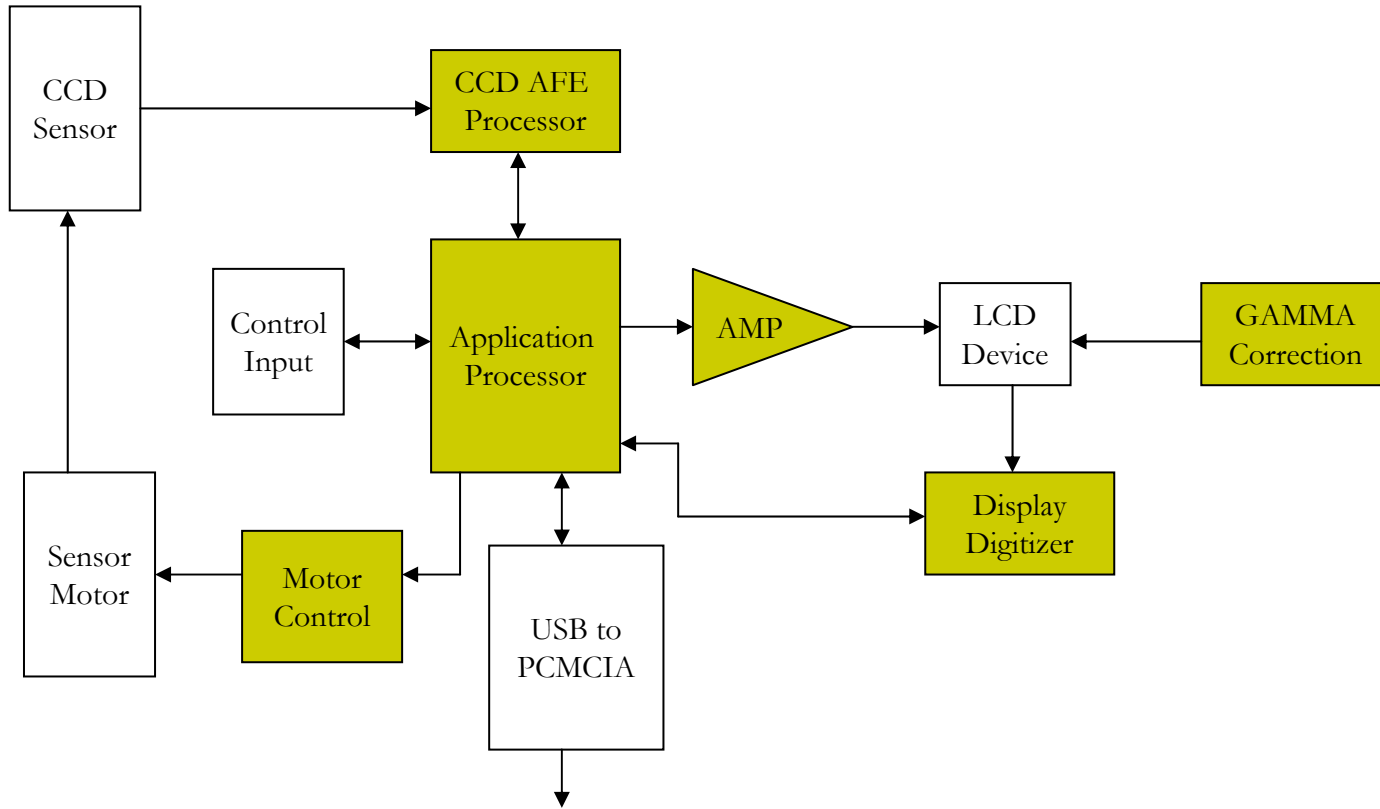 CCD
Sensor
CCD AFE
Processor
Control
Input
Application
Processor
AMP
LCD
Device
GAMMA
Correction
Sensor
Motor
Motor
Control
USB to
PCMCIA
Display
Digitizer